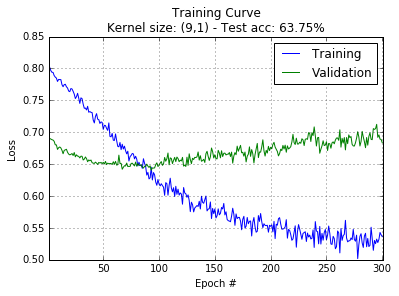 Training Curve
Kernel size: (9,1) - Test acc: 63.75%
0.85
0.80
0.75
0.70
0.65
0.60
0.55
0.50
Loss
Training
Validation
50
100
150
200
250
300
Epoch #